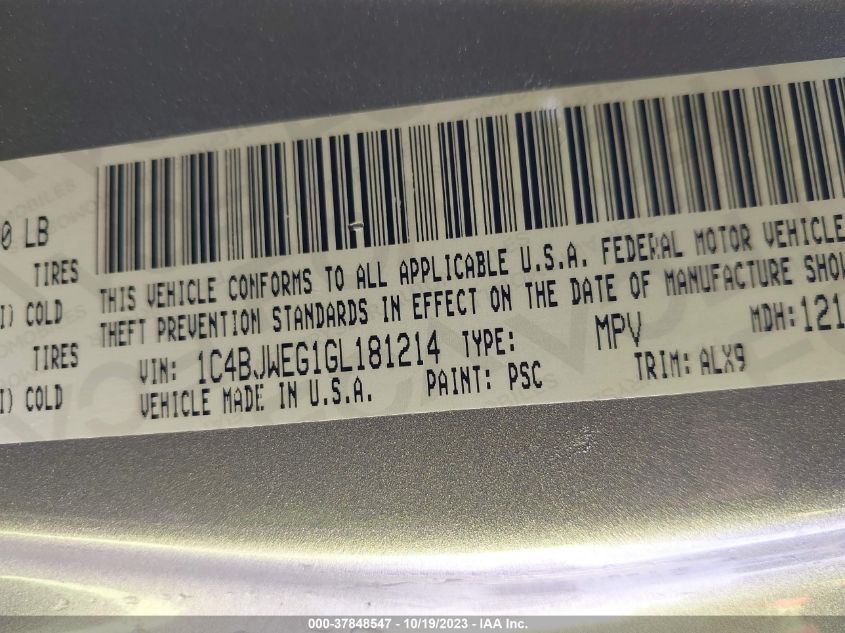 0 LB
TIRES
I) COLD
TIRES
I) COLD
THIS VEHICLE CONFORMS TO ALL APPLICABLE U.S.A. FEDERAL MOTOR VEHICLE
THEFT PREVENTION STANDARDS IN EFFECT ON THE DATE OF MANUFACTURE SHOW
VIN: 1C4BJWEG1GL181214 TYPE: MPV MDH: 121
VEHICLE MADE IN U.S.A. PAINT: PSC TRIM: ALX9
000-37848547 - 10/19/2023 - IAA Inc.